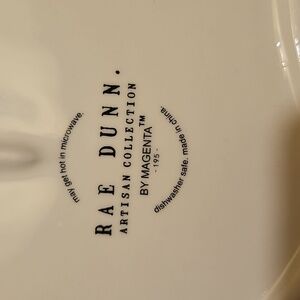 may get hot in microwave.
RAE DUNN.
ARTISAN COLLECTION
BY MAGENTA™
- 195 -
dishwasher safe. made in china.